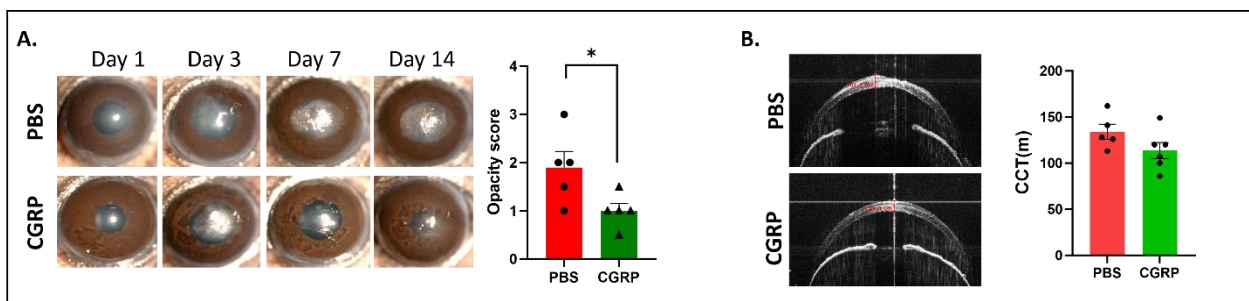 A.
Day 1 Day 3 Day 7 Day 14
PBS
CGRP
*
Opacity score
4
3
2
1
0
PBS CGRP
B.
PBS
CGRP
CCT(m)
200
150
100
50
0
PBS CGRP